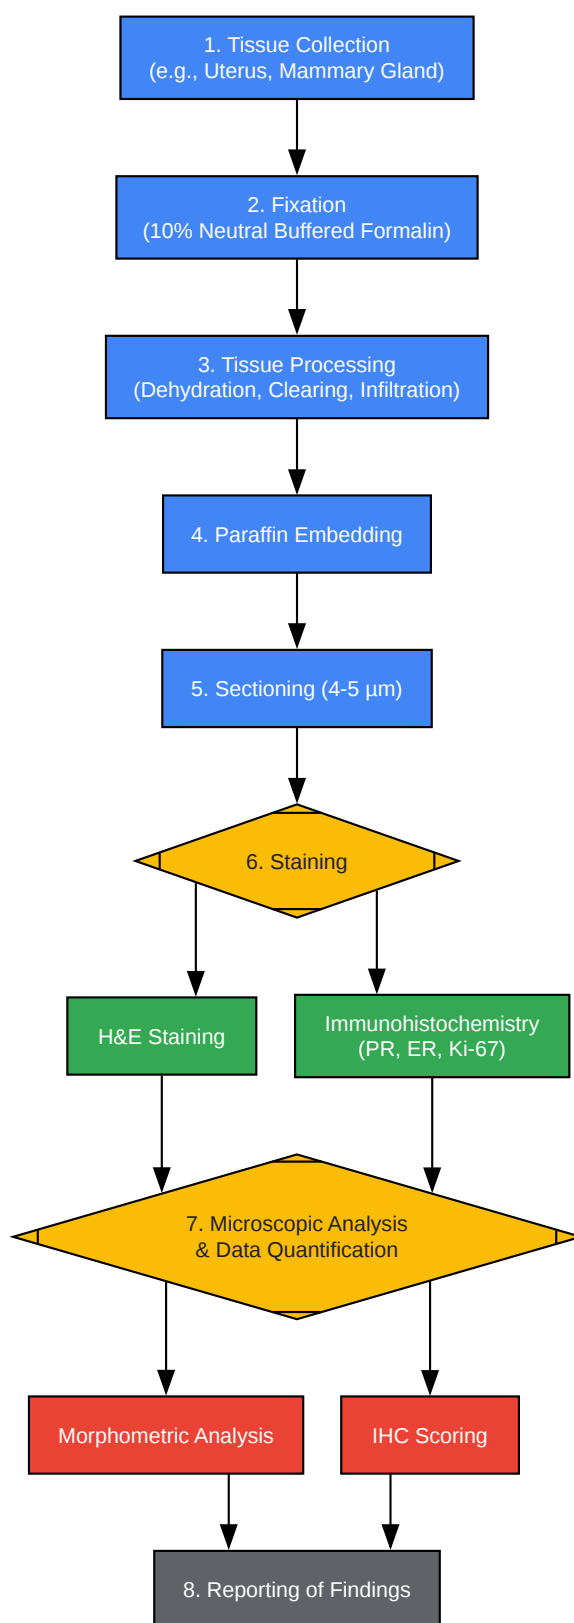 1. Tissue Collection
(e.g., Uterus, Mammary Gland)
2. Fixation
(10% Neutral Buffered Formalin)
3. Tissue Processing
(Dehydration, Clearing, Infiltration)
4. Paraffin Embedding
5. Sectioning (4-5 µm)
6. Staining
H&E Staining
Immunohistochemistry
(PR, ER, Ki-67)
7. Microscopic Analysis
& Data Quantification
Morphometric Analysis
IHC Scoring
8. Reporting of Findings